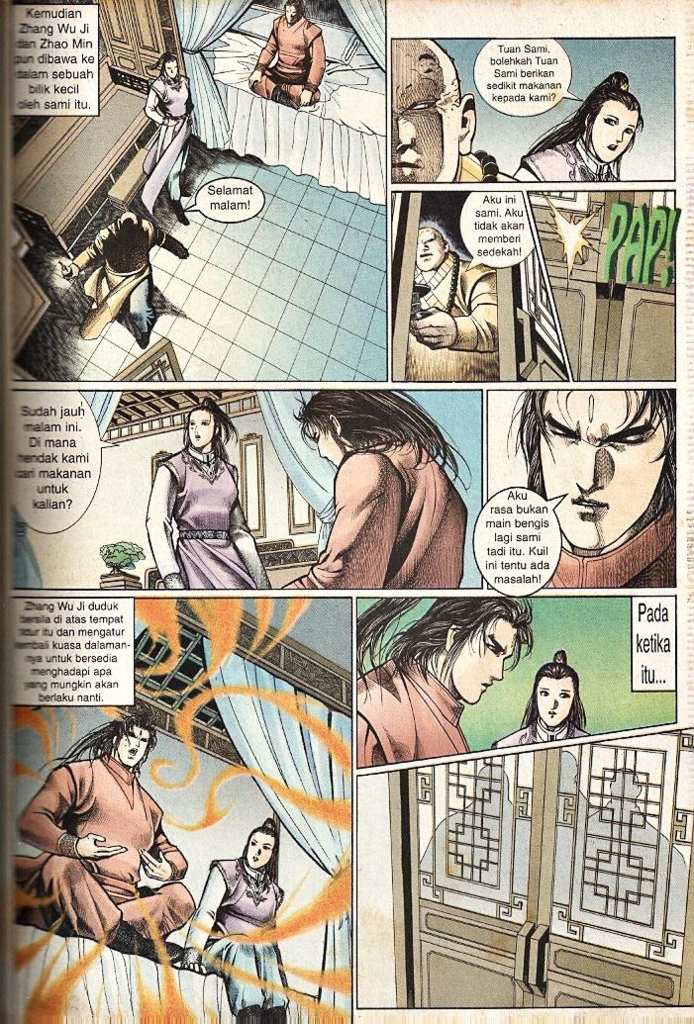 Kemudian
Zhang Wu Ji
dan Zhao Min
pun dibawa ke
dalam sebuah
bilik kecil
oleh sami itu.
Selamat
malam!
Tuan Sami,
bolehkah Tuan
Sami berikan
sedikit makanan
kepada kami?
Aku ini
sami. Aku
tidak akan
memberi
sedekah!
PAP!
Sudah jauh
malam ini.
Di mana
hendak kami
cari makanan
untuk
kalian?
Aku
rasa bukan
main bengis
lagi sami
tadi itu. Kuil
ini tentu ada
masalah!
Zhang Wu Ji duduk
bersila di atas tempat
tidur itu dan mengatur
kembali kuasa dalaman-
nya untuk bersedia
menghadapi apa
yang mungkin akan
berlaku nanti.
Pada
ketika
itu...